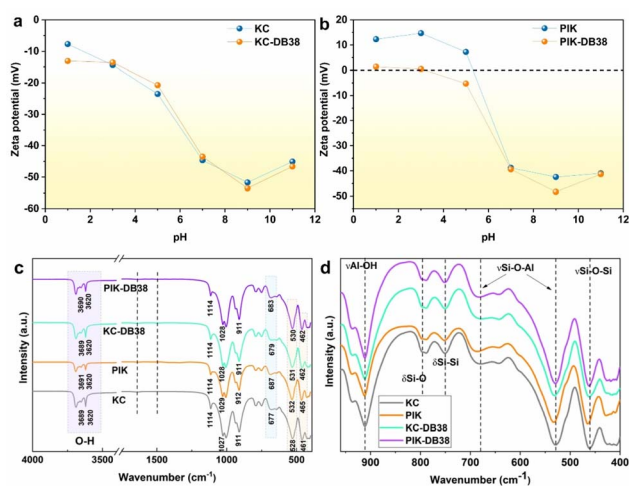 a
KC
KC-DB38
Zeta potential (mV)
0
-10
-20
-30
-40
-50
-60
0 2 4 6 8 10 12
pH
b
PIK
PIK-DB38
Zeta potential (mV)
20
10
0
-10
-20
-30
-40
-50
0 2 4 6 8 10 12
pH
c
Intensity (a.u.)
3690 3620 PIK-DB38 1114 1028 911 683 530 462
3689 3620 KC-DB38 1114 1028 911 679 531 462
3691 3620 PIK 1114 1029 912 687 532 465
3689 3620 KC 1114 1027 911 677 528 461
O-H
4000 3500 1500 1000 500
Wavenumber (cm-1)
d
νAl-OH
νSi-O-Al
νSi-O-Si
δSi-Si
δSi-O
KC
PIK
KC-DB38
PIK-DB38
Intensity (a.u.)
900 800 700 600 500 400
Wavenumber (cm-1)